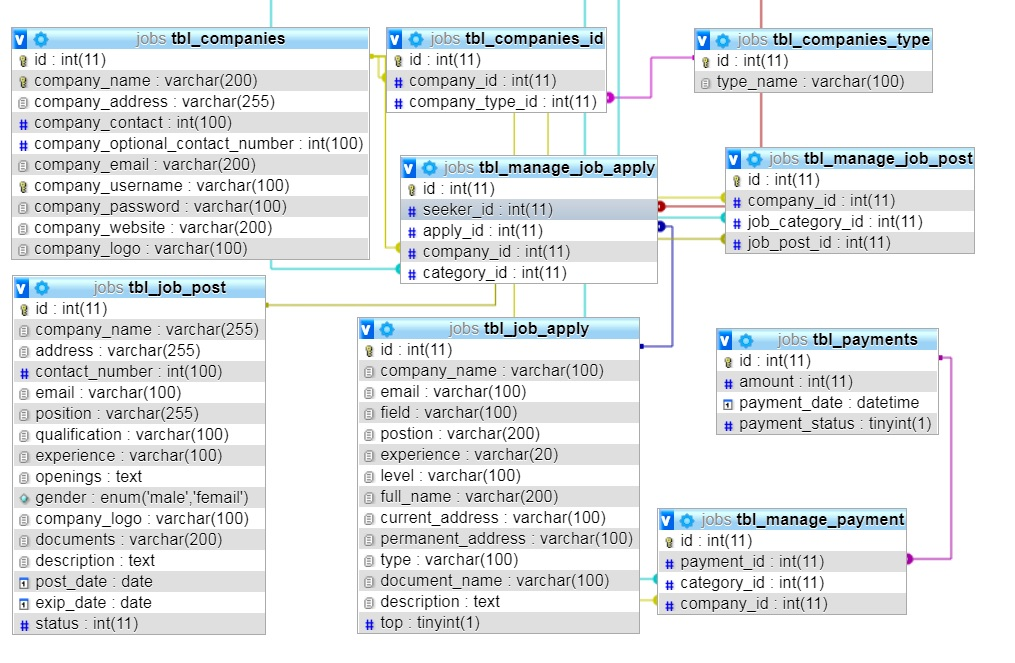 jobs tbl_companies
id : int(11)
company_name : varchar(200)
company_address : varchar(255)
company_contact : int(100)
company_optional_contact_number : int(100)
company_email : varchar(200)
company_username : varchar(100)
company_password : varchar(100)
company_website : varchar(200)
company_logo : varchar(100)
jobs tbl_companies_id
id : int(11)
company_id : int(11)
company_type_id : int(11)
jobs tbl_companies_type
id : int(11)
type_name : varchar(100)
jobs tbl_manage_job_apply
id : int(11)
seeker_id : int(11)
apply_id : int(11)
company_id : int(11)
category_id : int(11)
jobs tbl_manage_job_post
id : int(11)
company_id : int(11)
job_category_id : int(11)
job_post_id : int(11)
jobs tbl_job_post
id : int(11)
company_name : varchar(255)
address : varchar(255)
contact_number : int(100)
email : varchar(100)
position : varchar(255)
qualification : varchar(100)
experience : varchar(100)
openings : text
gender : enum('male','femail')
company_logo : varchar(100)
documents : varchar(200)
description : text
post_date : date
exip_date : date
status : int(11)
jobs tbl_job_apply
id : int(11)
company_name : varchar(100)
email : varchar(100)
field : varchar(100)
postion : varchar(200)
experience : varchar(20)
level : varchar(100)
full_name : varchar(200)
current_address : varchar(100)
permanent_address : varchar(100)
type : varchar(100)
document_name : varchar(100)
description : text
top : tinyint(1)
jobs tbl_payments
id : int(11)
amount : int(11)
payment_date : datetime
payment_status : tinyint(1)
jobs tbl_manage_payment
id : int(11)
payment_id : int(11)
category_id : int(11)
company_id : int(11)